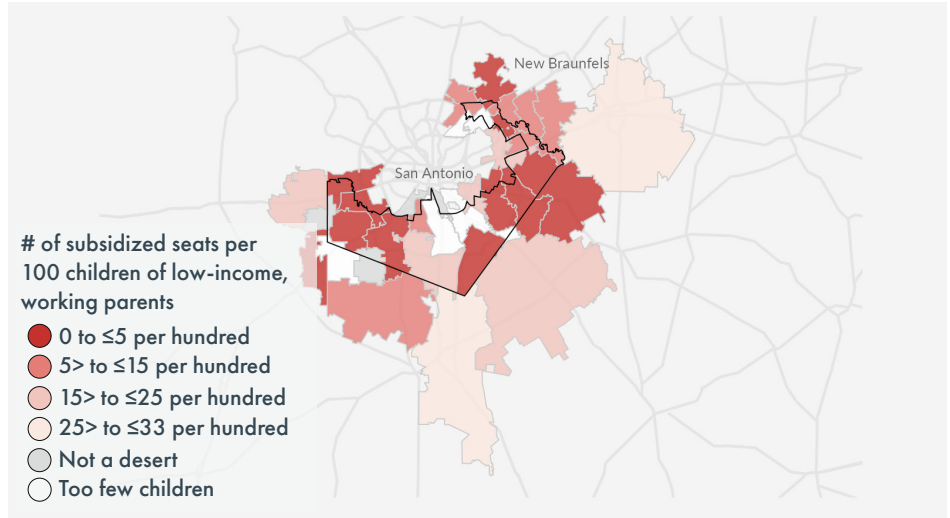 New Braunfels
San Antonio
# of subsidized seats per
100 children of low-income,
working parents
0 to ≤5 per hundred
5> to ≤15 per hundred
15> to ≤25 per hundred
25> to ≤33 per hundred
Not a desert
Too few children